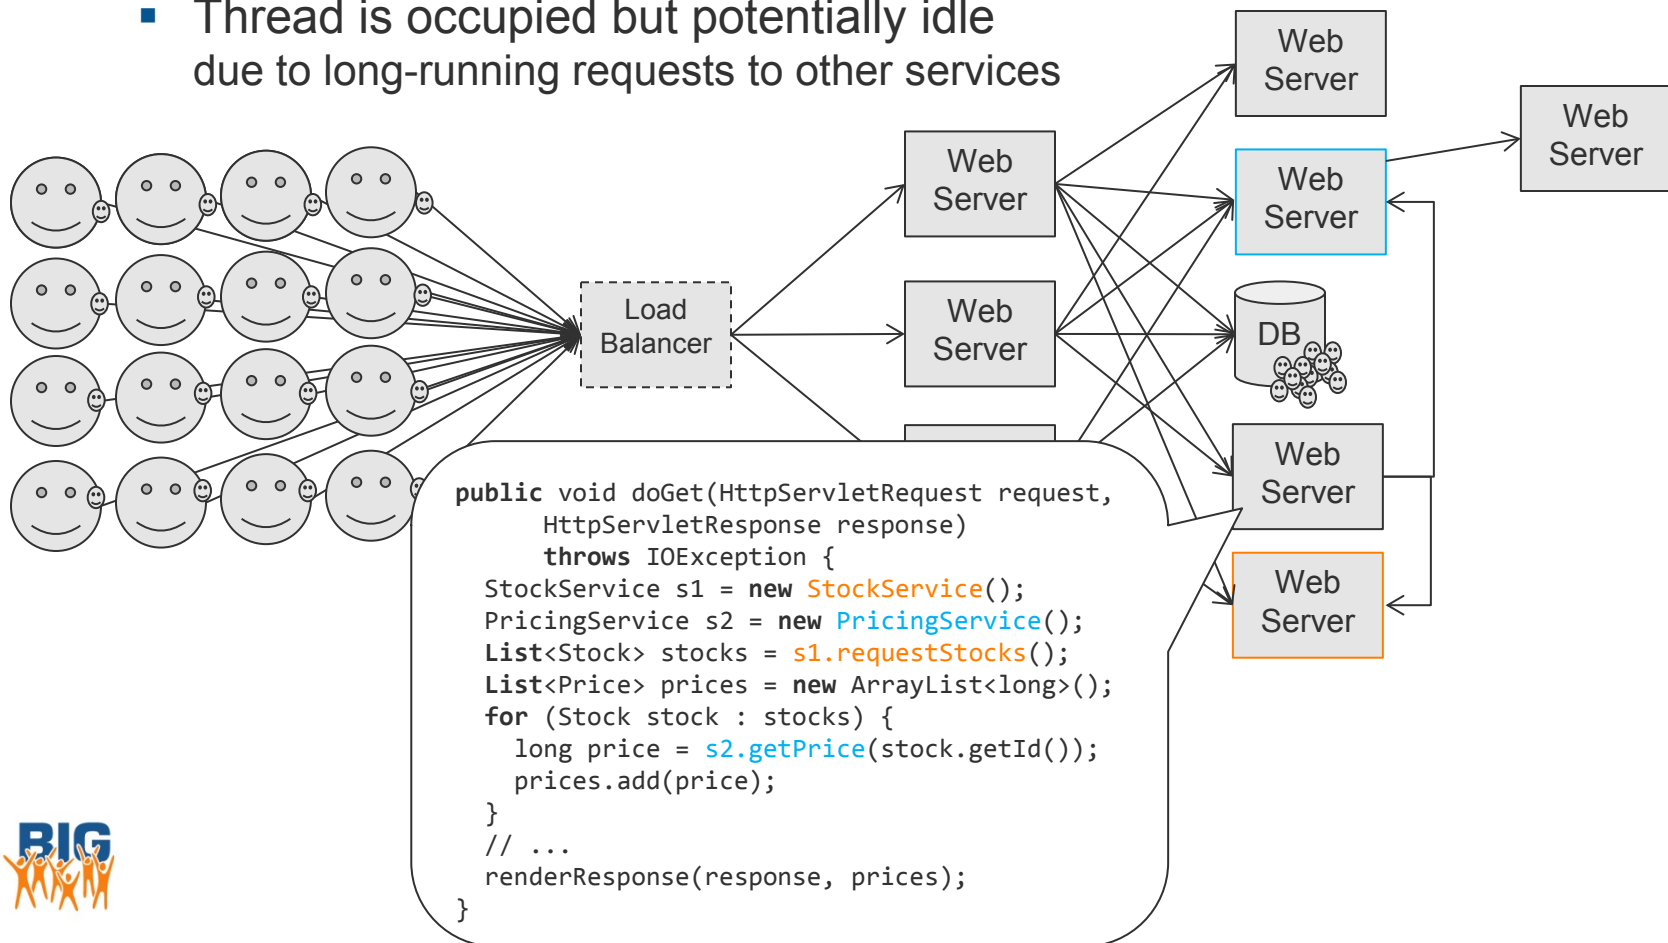 Thread is occupied but potentially idle
due to long-running requests to other services
Web
Server
Web
Server
Web
Server
Web
Server
Load
Balancer
Web
Server
DB
Web
Server
Web
Server
public void doGet(HttpServletRequest request,
HttpServletResponse response)
throws IOException {
StockService s1 = new StockService();
PricingService s2 = new PricingService();
List<Stock> stocks = s1.requestStocks();
List<Price> prices = new ArrayList<long>();
for (Stock stock : stocks) {
long price = s2.getPrice(stock.getId());
prices.add(price);
}
// ...
renderResponse(response, prices);
}
BIG